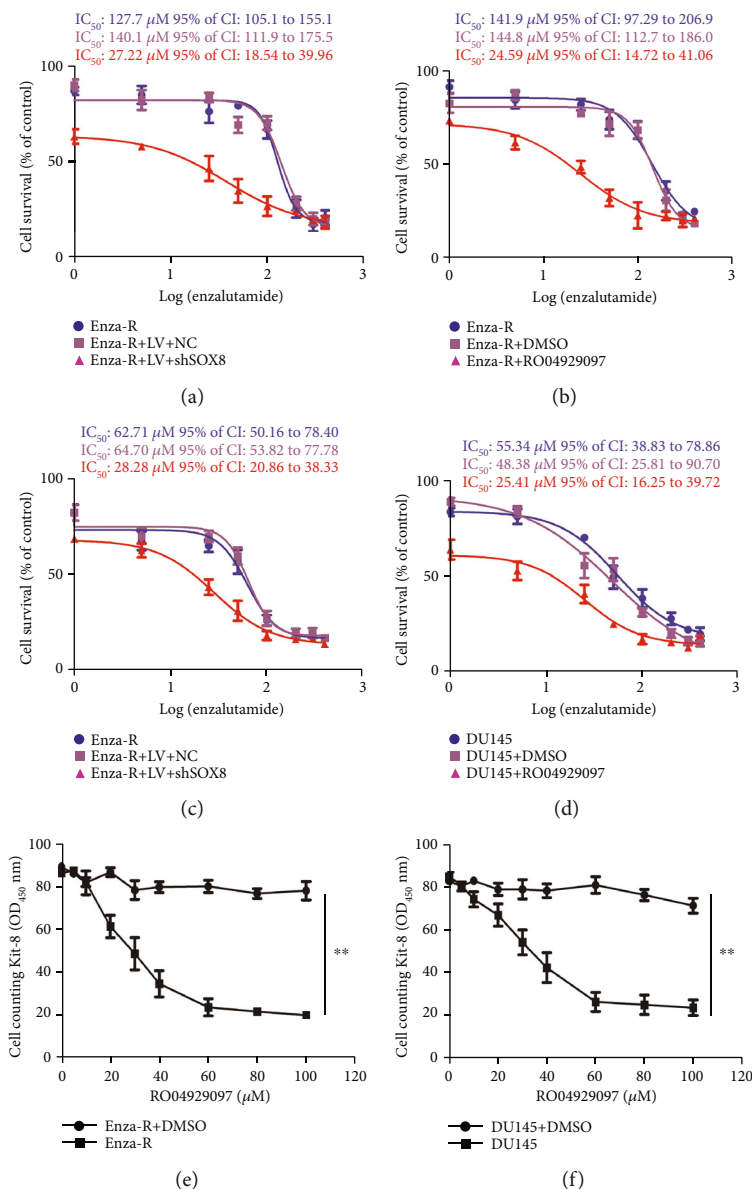 IC50: 127.7 µM 95% of CI: 105.1 to 155.1
IC50: 140.1 µM 95% of CI: 111.9 to 175.5
IC50: 27.22 µM 95% of CI: 18.54 to 39.96
100
50
0
Cell survival (% of control)
0 1 2 3
Log (enzalutamide)
Enza-R
Enza-R+LV+NC
Enza-R+LV+shSOX8
(a)
IC50: 141.9 µM 95% of CI: 97.29 to 206.9
IC50: 144.8 µM 95% of CI: 112.7 to 186.0
IC50: 24.59 µM 95% of CI: 14.72 to 41.06
100
50
0
Cell survival (% of control)
0 1 2 3
Log (enzalutamide)
Enza-R
Enza-R+DMSO
Enza-R+RO04929097
(b)
IC50: 62.71 µM 95% of CI: 50.16 to 78.40
IC50: 64.70 µM 95% of CI: 53.82 to 77.78
IC50: 28.28 µM 95% of CI: 20.86 to 38.33
100
50
0
Cell survival (% of control)
0 1 2 3
Log (enzalutamide)
Enza-R
Enza-R+LV+NC
Enza-R+LV+shSOX8
(c)
IC50: 55.34 µM 95% of CI: 38.83 to 78.86
IC50: 48.38 µM 95% of CI: 25.81 to 90.70
IC50: 25.41 µM 95% of CI: 16.25 to 39.72
100
50
0
Cell survival (% of control)
0 1 2 3
Log (enzalutamide)
DU145
DU145+DMSO
DU145+RO04929097
(d)
100
80
60
40
20
0
Cell counting Kit-8 (OD450 nm)
**
0 20 40 60 80 100 120
RO04929097 (µM)
Enza-R+DMSO
Enza-R
(e)
100
80
60
40
20
0
Cell counting Kit-8 (OD450 nm)
**
0 20 40 60 80 100 120
RO04929097 (µM)
DU145+DMSO
DU145
(f)